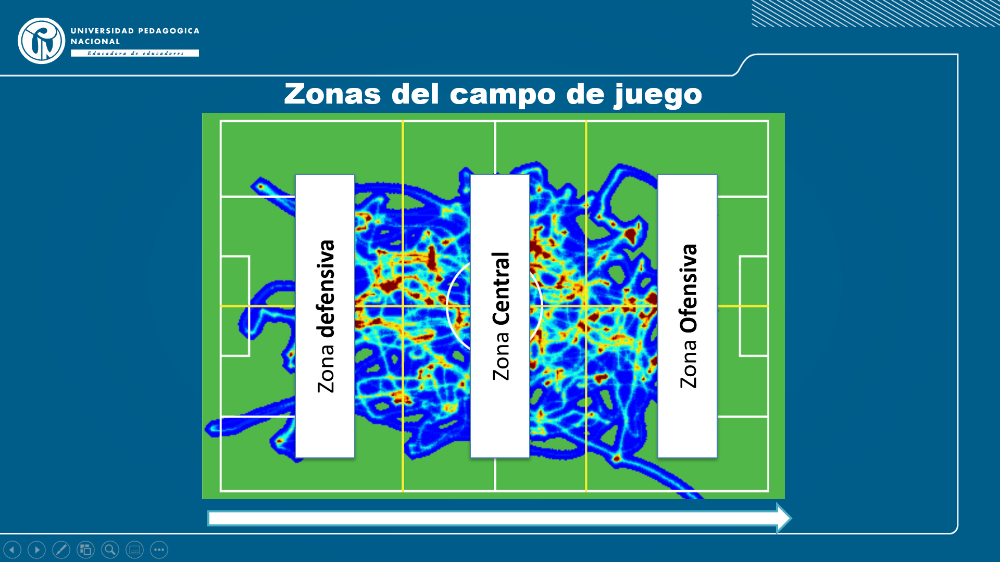 UNIVERSIDAD PEDAGOGICA
NACIONAL
Educadora de educadores
Zonas del campo de juego
Zona defensiva
Zona Central
Zona Ofensiva